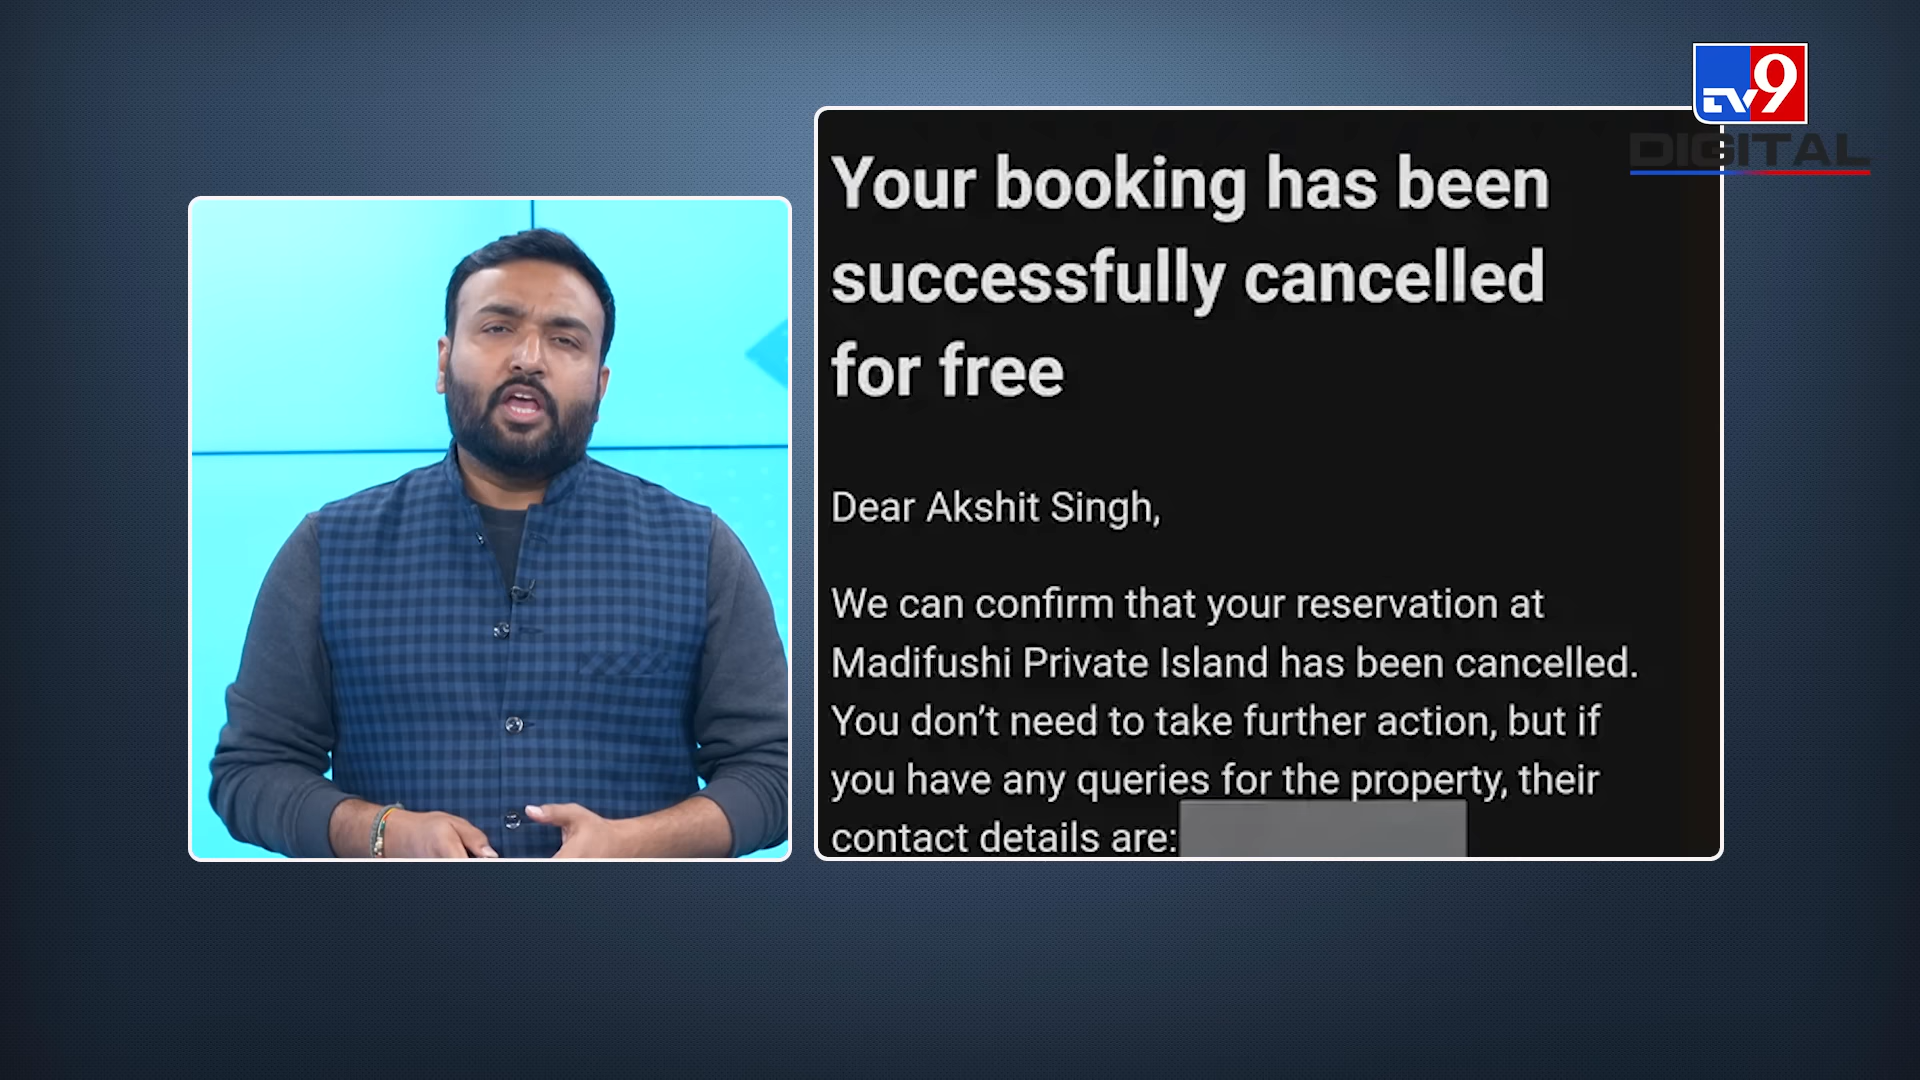 TV9
DIGITAL
Your booking has been
successfully cancelled
for free
Dear Akshit Singh,
We can confirm that your reservation at
Madifushi Private Island has been cancelled.
You don’t need to take further action, but if
you have any queries for the property, their
contact details are: